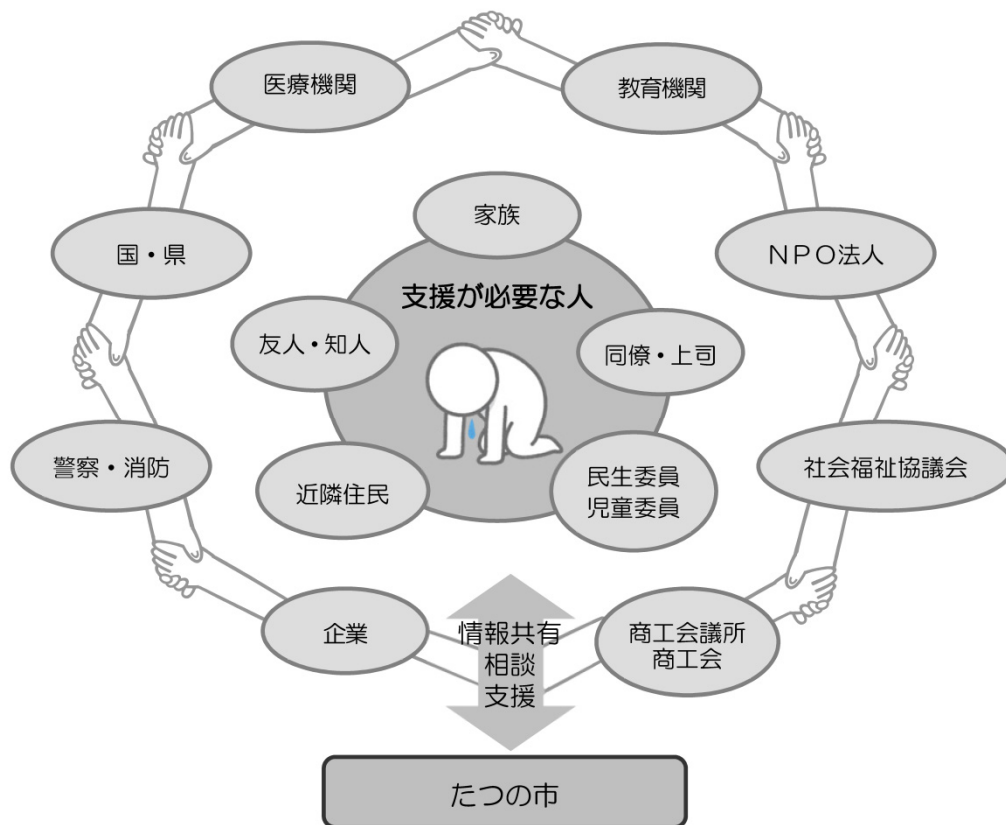 医療機関
教育機関
家族
国・県
NPO法人
支援が必要な人
友人・知人
同僚・上司
警察・消防
近隣住民
民生委員
児童委員
社会福祉協議会
企業
情報共有
相談
支援
商工会議所
商工会
たつの市